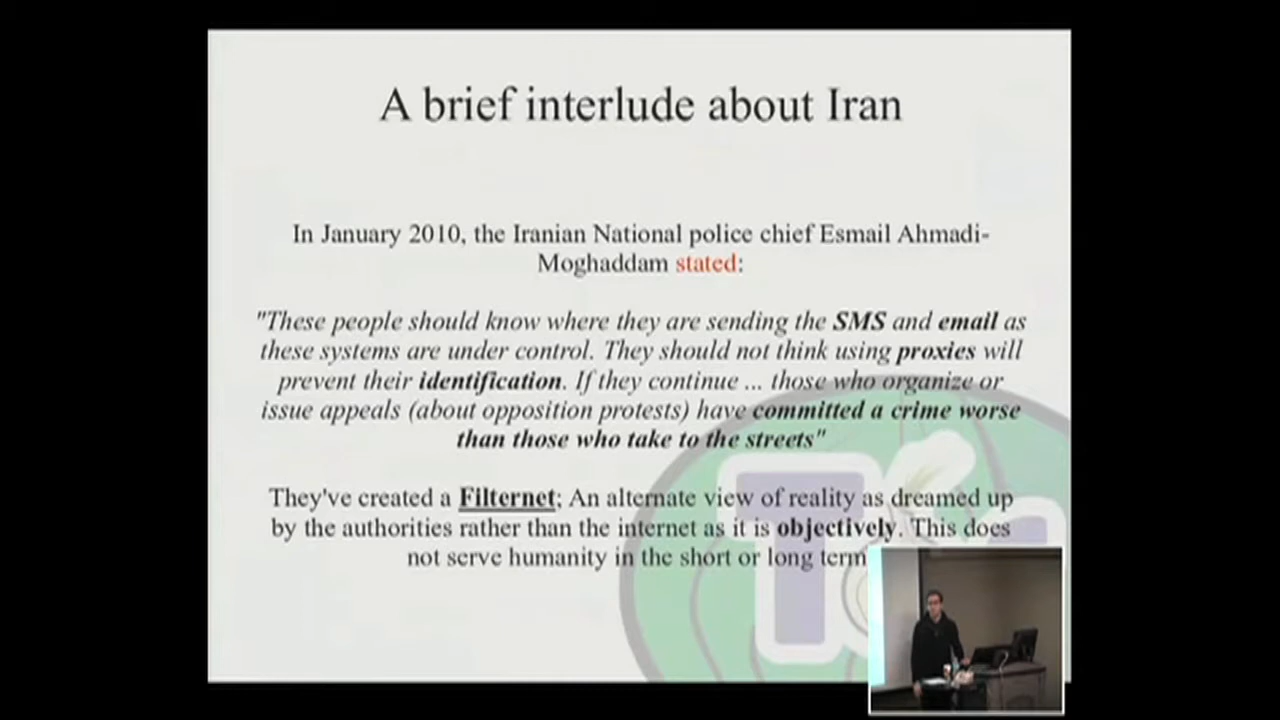 A brief interlude about Iran
In January 2010, the Iranian National police chief Esmail Ahmadi-
Moghaddam stated:
"These people should know where they are sending the SMS and email as
these systems are under control. They should not think using proxies will
prevent their identification. If they continue ... those who organize or
issue appeals (about opposition protests) have committed a crime worse
than those who take to the streets"
They've created a Filternet; An alternate view of reality as dreamed up
by the authorities rather than the internet as it is objectively. This does
not serve humanity in the short or long term